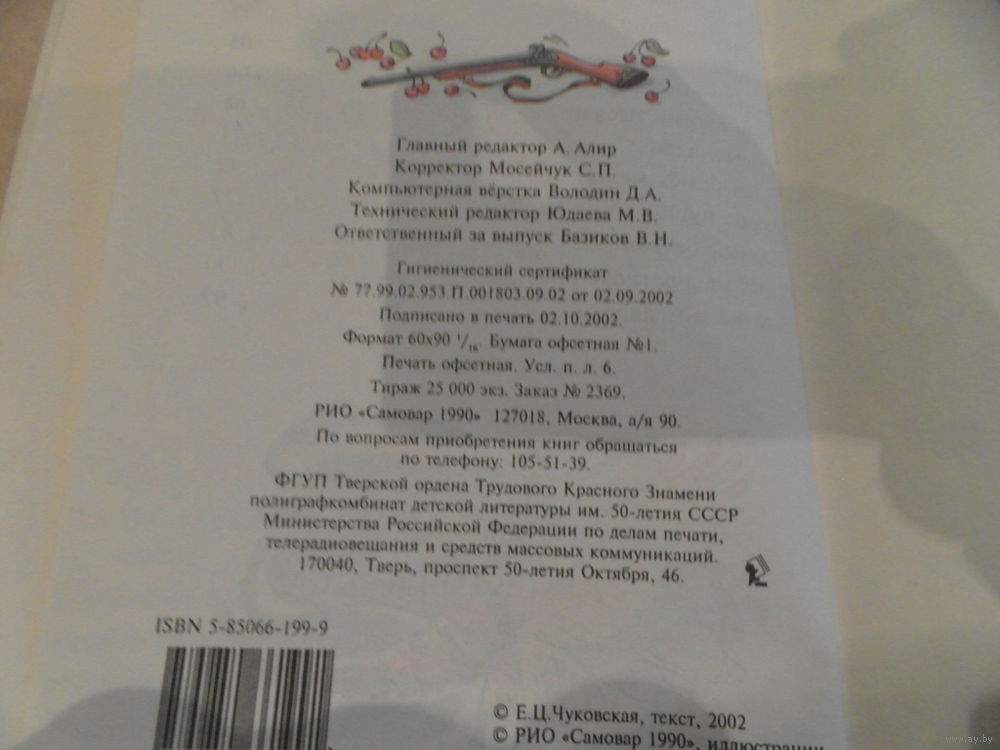 Главный редактор А. Алир
Корректор Мосейчук С.П.
Компьютерная вёрстка Володин Д.А.
Технический редактор Юдаева М.В.
Ответственный за выпуск Базиков В.Н.
Гигиенический сертификат
№ 77.99.02.953.П.001803.09.02 от 02.09.2002
Подписано в печать 02.10.2002.
Формат 60х90 1/16. Бумага офсетная №1.
Печать офсетная. Усл. п. л. 6.
Тираж 25 000 экз. Заказ № 2369.
РИО «Самовар 1990» 127018, Москва, а/я 90.
По вопросам приобретения книг обращаться
по телефону: 105-51-39.
ФГУП Тверской ордена Трудового Красного Знамени
полиграфкомбинат детской литературы им. 50-летия СССР
Министерства Российской Федерации по делам печати,
телерадиовещания и средств массовых коммуникаций.
170040, Тверь, проспект 50-летия Октября, 46.
ISBN 5-85066-199-9
© Е.Ц.Чуковская, текст, 2002
© РИО «Самовар 1990», иллюстрации
www.ay.by